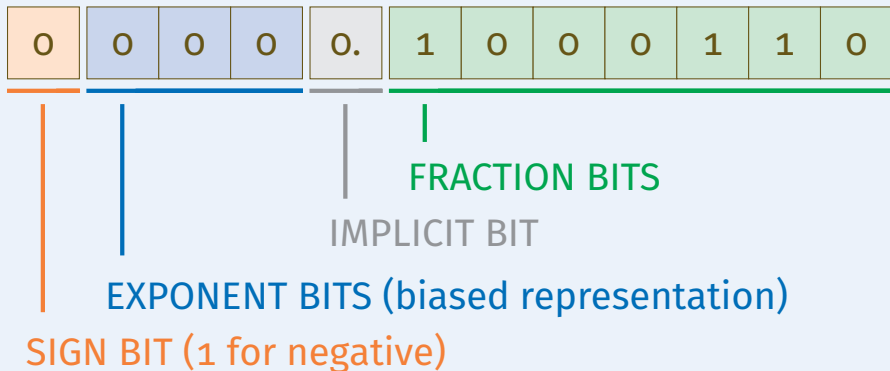 0 0 0 0 0. 1 0 0 0 1 1 0
FRACTION BITS
IMPLICIT BIT
EXPONENT BITS (biased representation)
SIGN BIT (1 for negative)